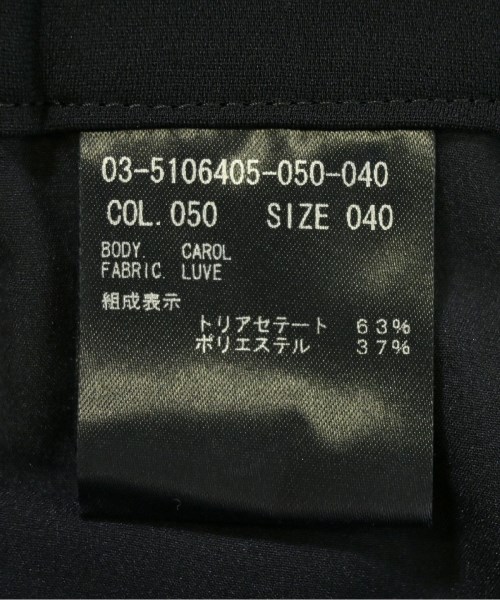 03-5106405-050-040
COL.050 SIZE 040
BODY. CAROL
FABRIC. LUVE
組成表示
トリアセテート 63%
ポリエステル 37%